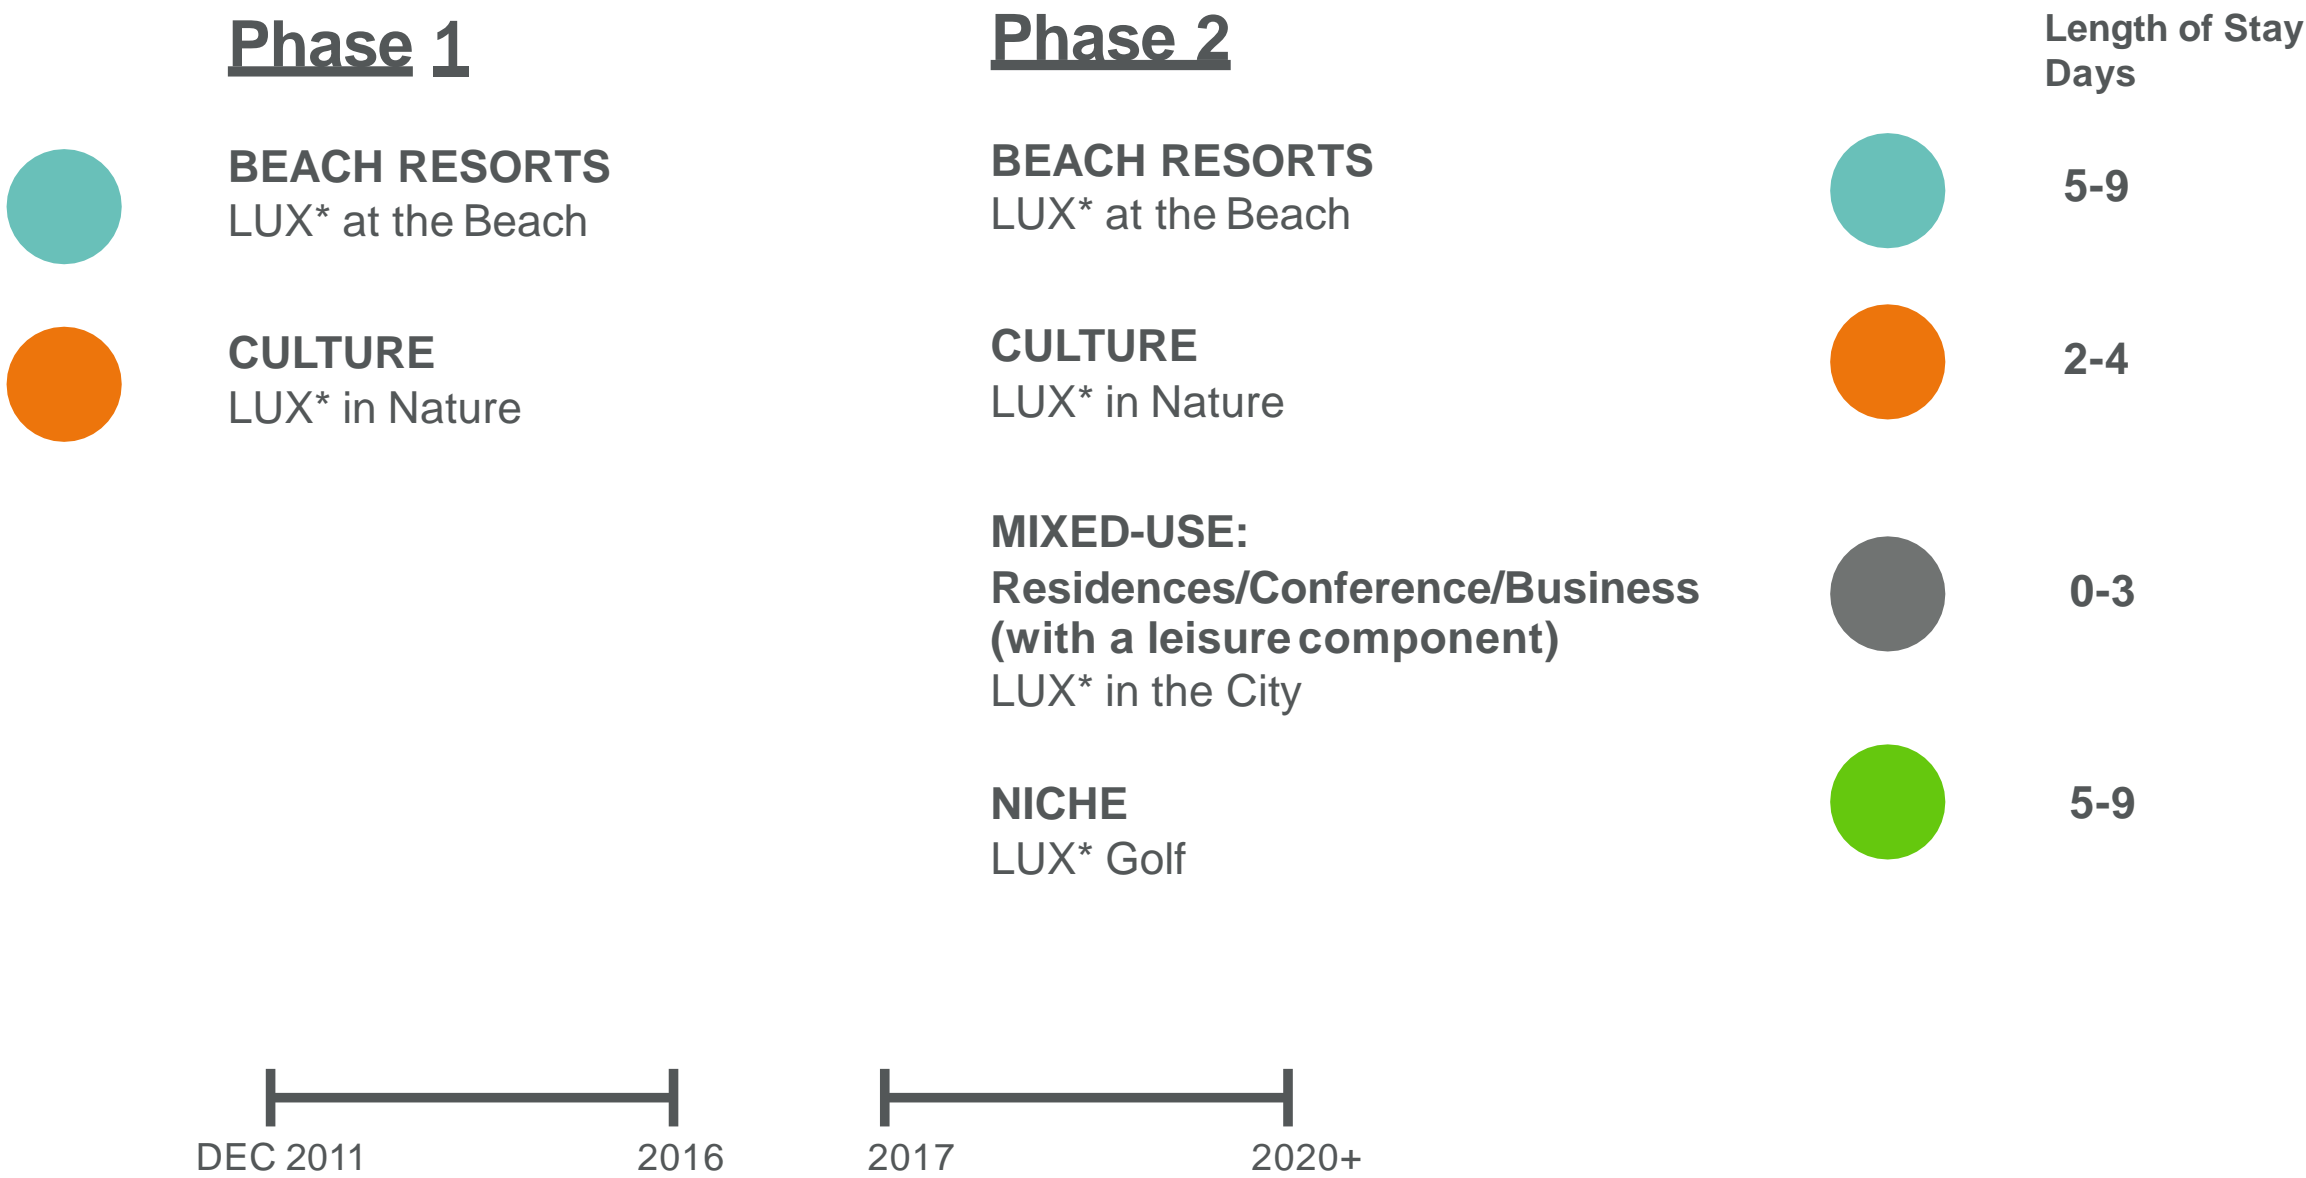 Phase 1
BEACH RESORTS
LUX* at the Beach
CULTURE
LUX* in Nature
Phase 2
BEACH RESORTS
LUX* at the Beach
CULTURE
LUX* in Nature
MIXED-USE:
Residences/Conference/Business
(with a leisure component)
LUX* in the City
NICHE
LUX* Golf
Length of Stay
Days
5-9
2-4
0-3
5-9
DEC 2011
2016
2017
2020+